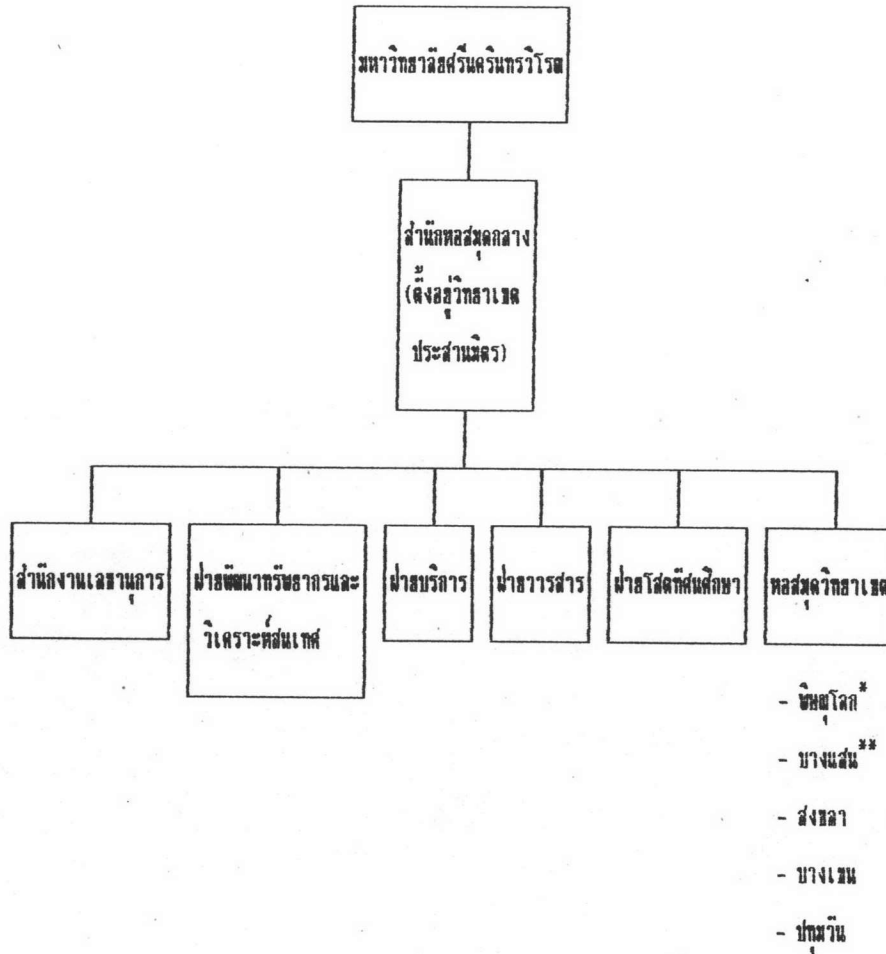 มหาวิทยาลัยศรีนครินทรวิโรฒ
สำนักหอสมุดกลาง
(ตั้งอยู่วิทยาเขต
ประสานมิตร)
สำนักงานเลขานุการ
ฝ่ายพัฒนาทรัพยากรและ
วิเคราะห์สนเทศ
ฝ่ายบริการ
ฝ่ายวารสาร
ฝ่ายโสตทัศนศึกษา
หอสมุดวิทยาเขต
- พิษณุโลก*
- บางแสน**
- สงขลา
- บางเขน
- ปทุมวัน